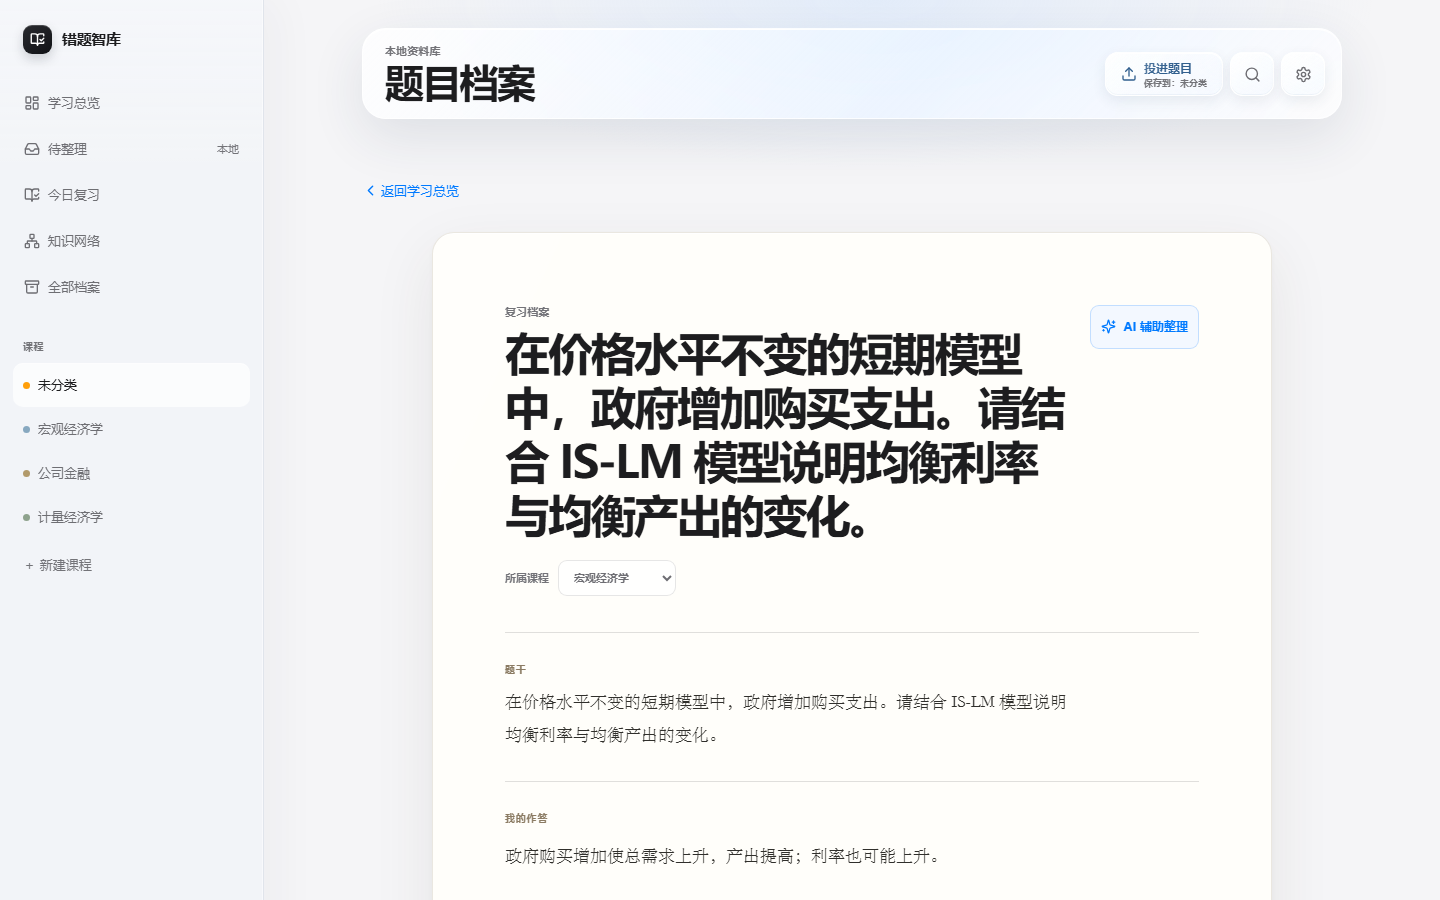 错题智库
学习总览
待整理 本地
今日复习
知识网络
全部档案
课程
未分类
宏观经济学
公司金融
计量经济学
+ 新建课程
本地资料库
题目档案
投进题目
保存到：未分类
返回学习总览
复习档案
AI 辅助整理
在价格水平不变的短期模型
中，政府增加购买支出。请结
合 IS-LM 模型说明均衡利率
与均衡产出的变化。
所属课程 宏观经济学
题干
在价格水平不变的短期模型中，政府增加购买支出。请结合 IS-LM 模型说明
均衡利率与均衡产出的变化。
我的作答
政府购买增加使总需求上升，产出提高；利率也可能上升。